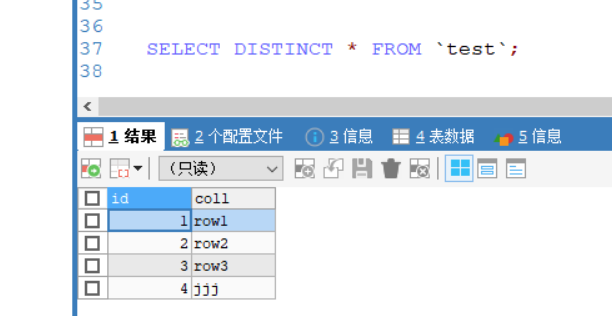 35
36
37 SELECT DISTINCT * FROM `test`;
38
1 结果 2 个配置文件 3 信息 4 表数据 5 信息
（只读）
id col1
1 row1
2 row2
3 row3
4 jjj